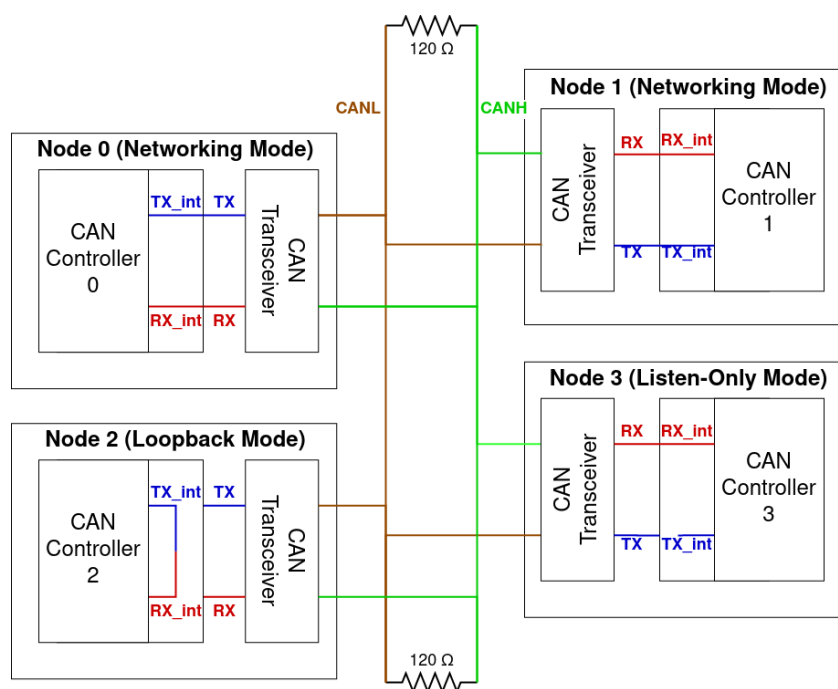 120 Ω
CANL
CANH
Node 0 (Networking Mode)
CAN
Controller
0
TX_int
TX
RX_int
RX
CAN
Transceiver
Node 1 (Networking Mode)
CAN
Transceiver
RX
RX_int
TX
TX_int
CAN
Controller
1
Node 2 (Loopback Mode)
CAN
Controller
2
TX_int
TX
RX_int
RX
CAN
Transceiver
Node 3 (Listen-Only Mode)
CAN
Transceiver
RX
RX_int
TX
TX_int
CAN
Controller
3
120 Ω